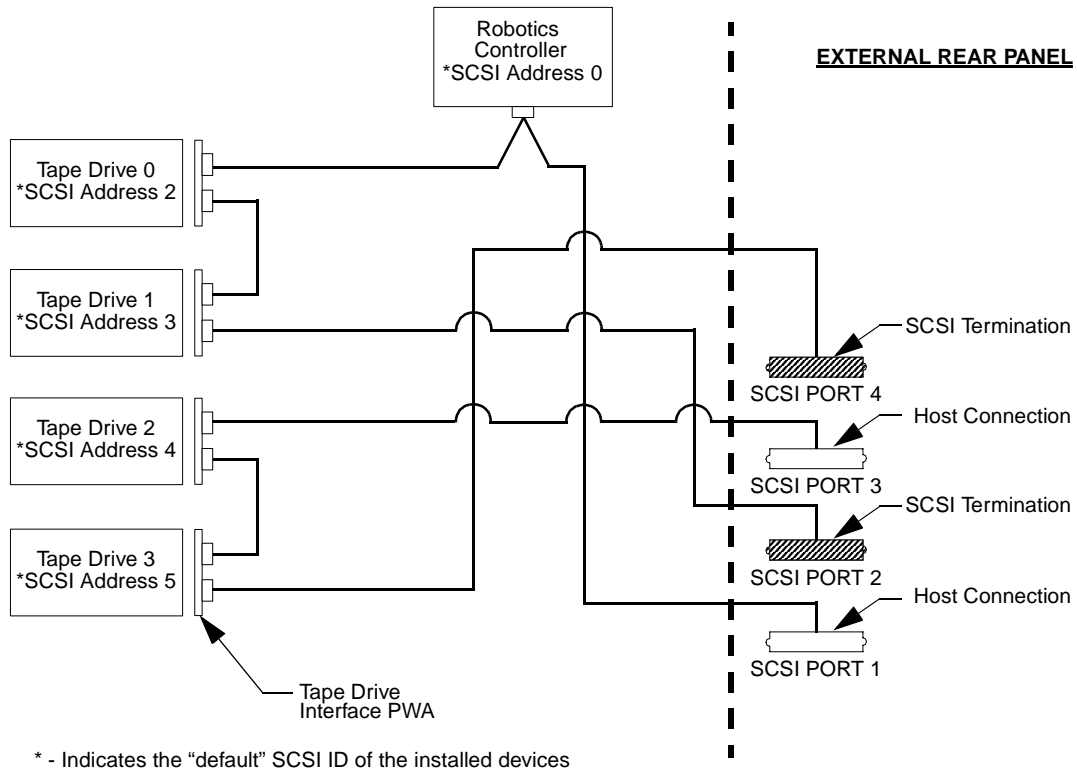 Robotics
Controller
*SCSI Address 0
EXTERNAL REAR PANEL
Tape Drive 0
*SCSI Address 2
Tape Drive 1
*SCSI Address 3
SCSI Termination
SCSI PORT 4
Tape Drive 2
*SCSI Address 4
Host Connection
SCSI PORT 3
SCSI Termination
Tape Drive 3
*SCSI Address 5
SCSI PORT 2
Host Connection
SCSI PORT 1
Tape Drive
Interface PWA
* - Indicates the “default” SCSI ID of the installed devices